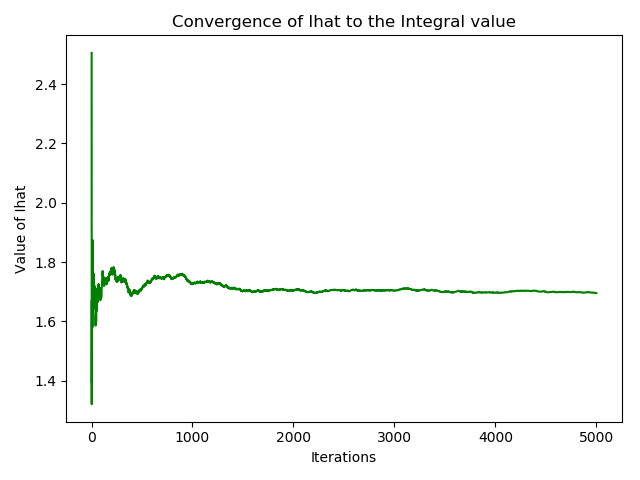 Convergence of Ihat to the Integral value
Value of Ihat
2.4
2.2
2.0
1.8
1.6
1.4
0 1000 2000 3000 4000 5000
Iterations